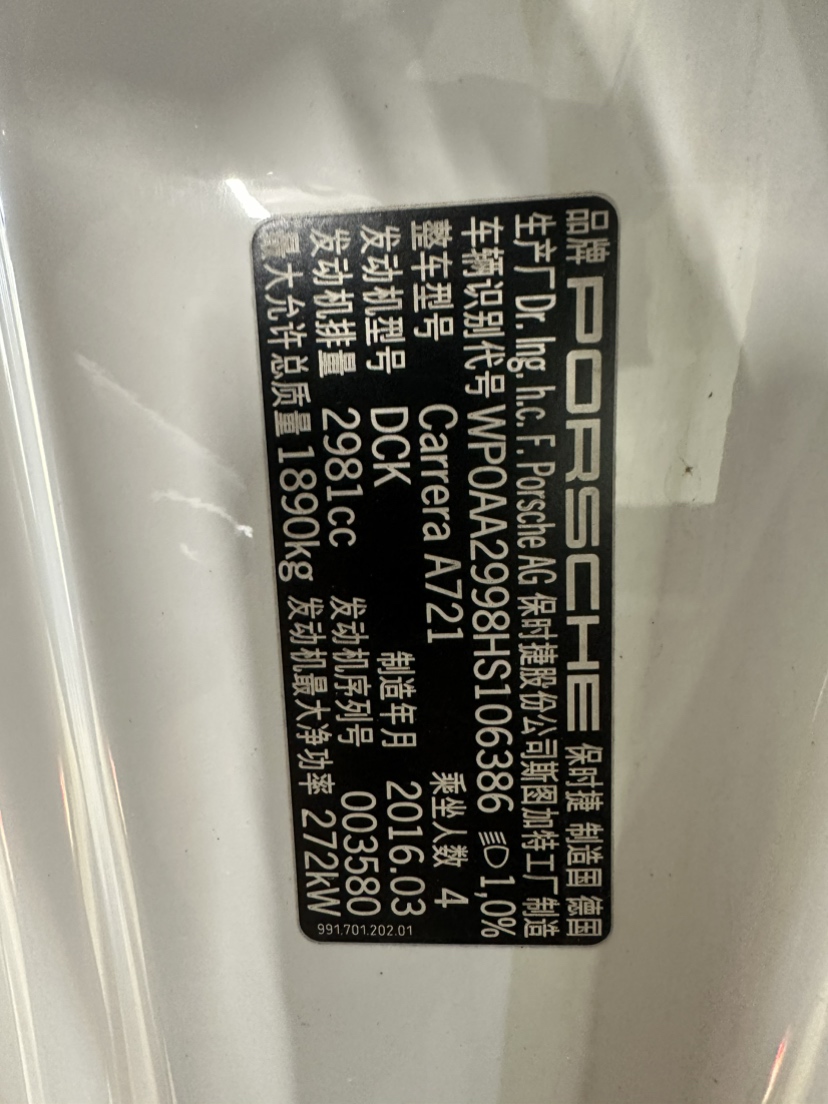 品牌 PORSCHE 保时捷 制造国 德国
生产厂 Dr. Ing. h.c. F. Porsche AG 保时捷股份公司斯图加特工厂制造
车辆识别代号 WP0AA2998HS106386 1,0%
整车型号 Carrera A721 乘坐人数 4
发动机型号 DCK 制造年月 2016.03
发动机排量 2981cc 发动机序列号 003580
最大允许总质量 1890kg 发动机最大净功率 272kW
991.701.202.01